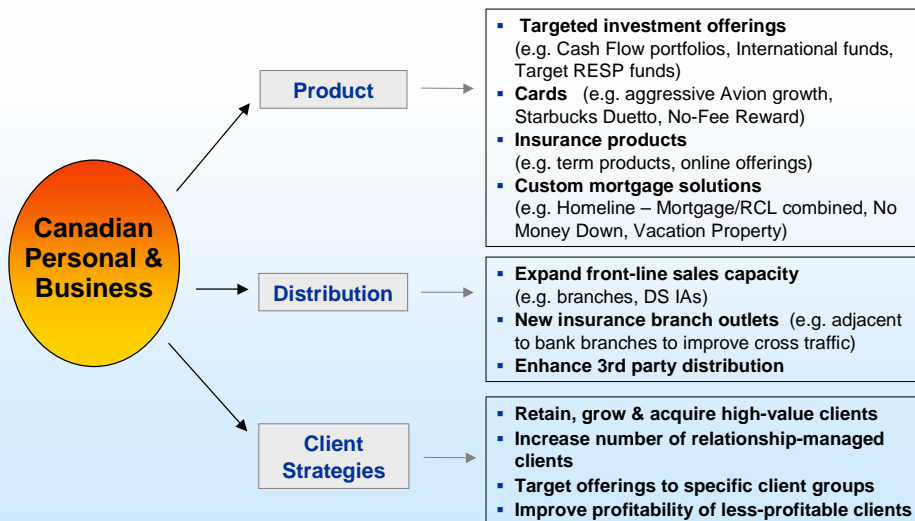 Canadian
Personal &
Business
Product
▪ Targeted investment offerings
(e.g. Cash Flow portfolios, International funds,
Target RESP funds)
▪ Cards (e.g. aggressive Avion growth,
Starbucks Duetto, No-Fee Reward)
▪ Insurance products
(e.g. term products, online offerings)
▪ Custom mortgage solutions
(e.g. Homeline – Mortgage/RCL combined, No
Money Down, Vacation Property)
Distribution
▪ Expand front-line sales capacity
(e.g. branches, DS IAs)
▪ New insurance branch outlets (e.g. adjacent
to bank branches to improve cross traffic)
▪ Enhance 3rd party distribution
Client
Strategies
▪ Retain, grow & acquire high-value clients
▪ Increase number of relationship-managed
clients
▪ Target offerings to specific client groups
▪ Improve profitability of less-profitable clients